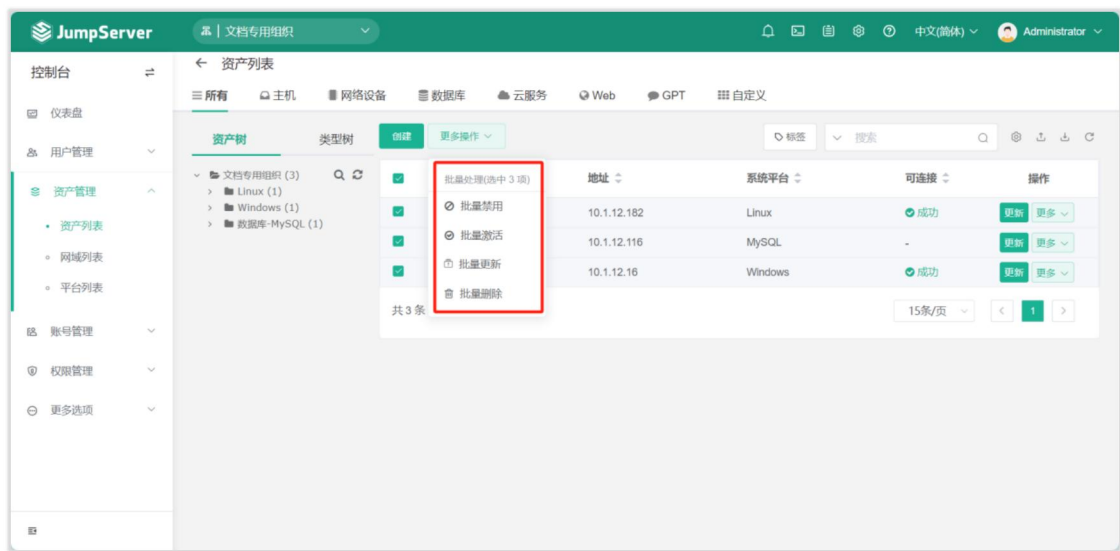 JumpServer
文档专用组织
中文(简体)
Administrator
控制台
仪表盘
用户管理
资产管理
资产列表
网域列表
平台列表
账号管理
权限管理
更多选项
资产列表
所有 主机 网络设备 数据库 云服务 Web GPT 自定义
资产树 类型树
文档专用组织 (3)
Linux (1)
Windows (1)
数据库-MySQL (1)
创建 更多操作 标签 搜索
批量处理(选中 3 项)
批量禁用
批量激活
批量更新
批量删除
地址 系统平台 可连接 操作
10.1.12.182 Linux 成功 更新 更多
10.1.12.116 MySQL - 更新 更多
10.1.12.16 Windows 成功 更新 更多
共 3 条 15条/页 1